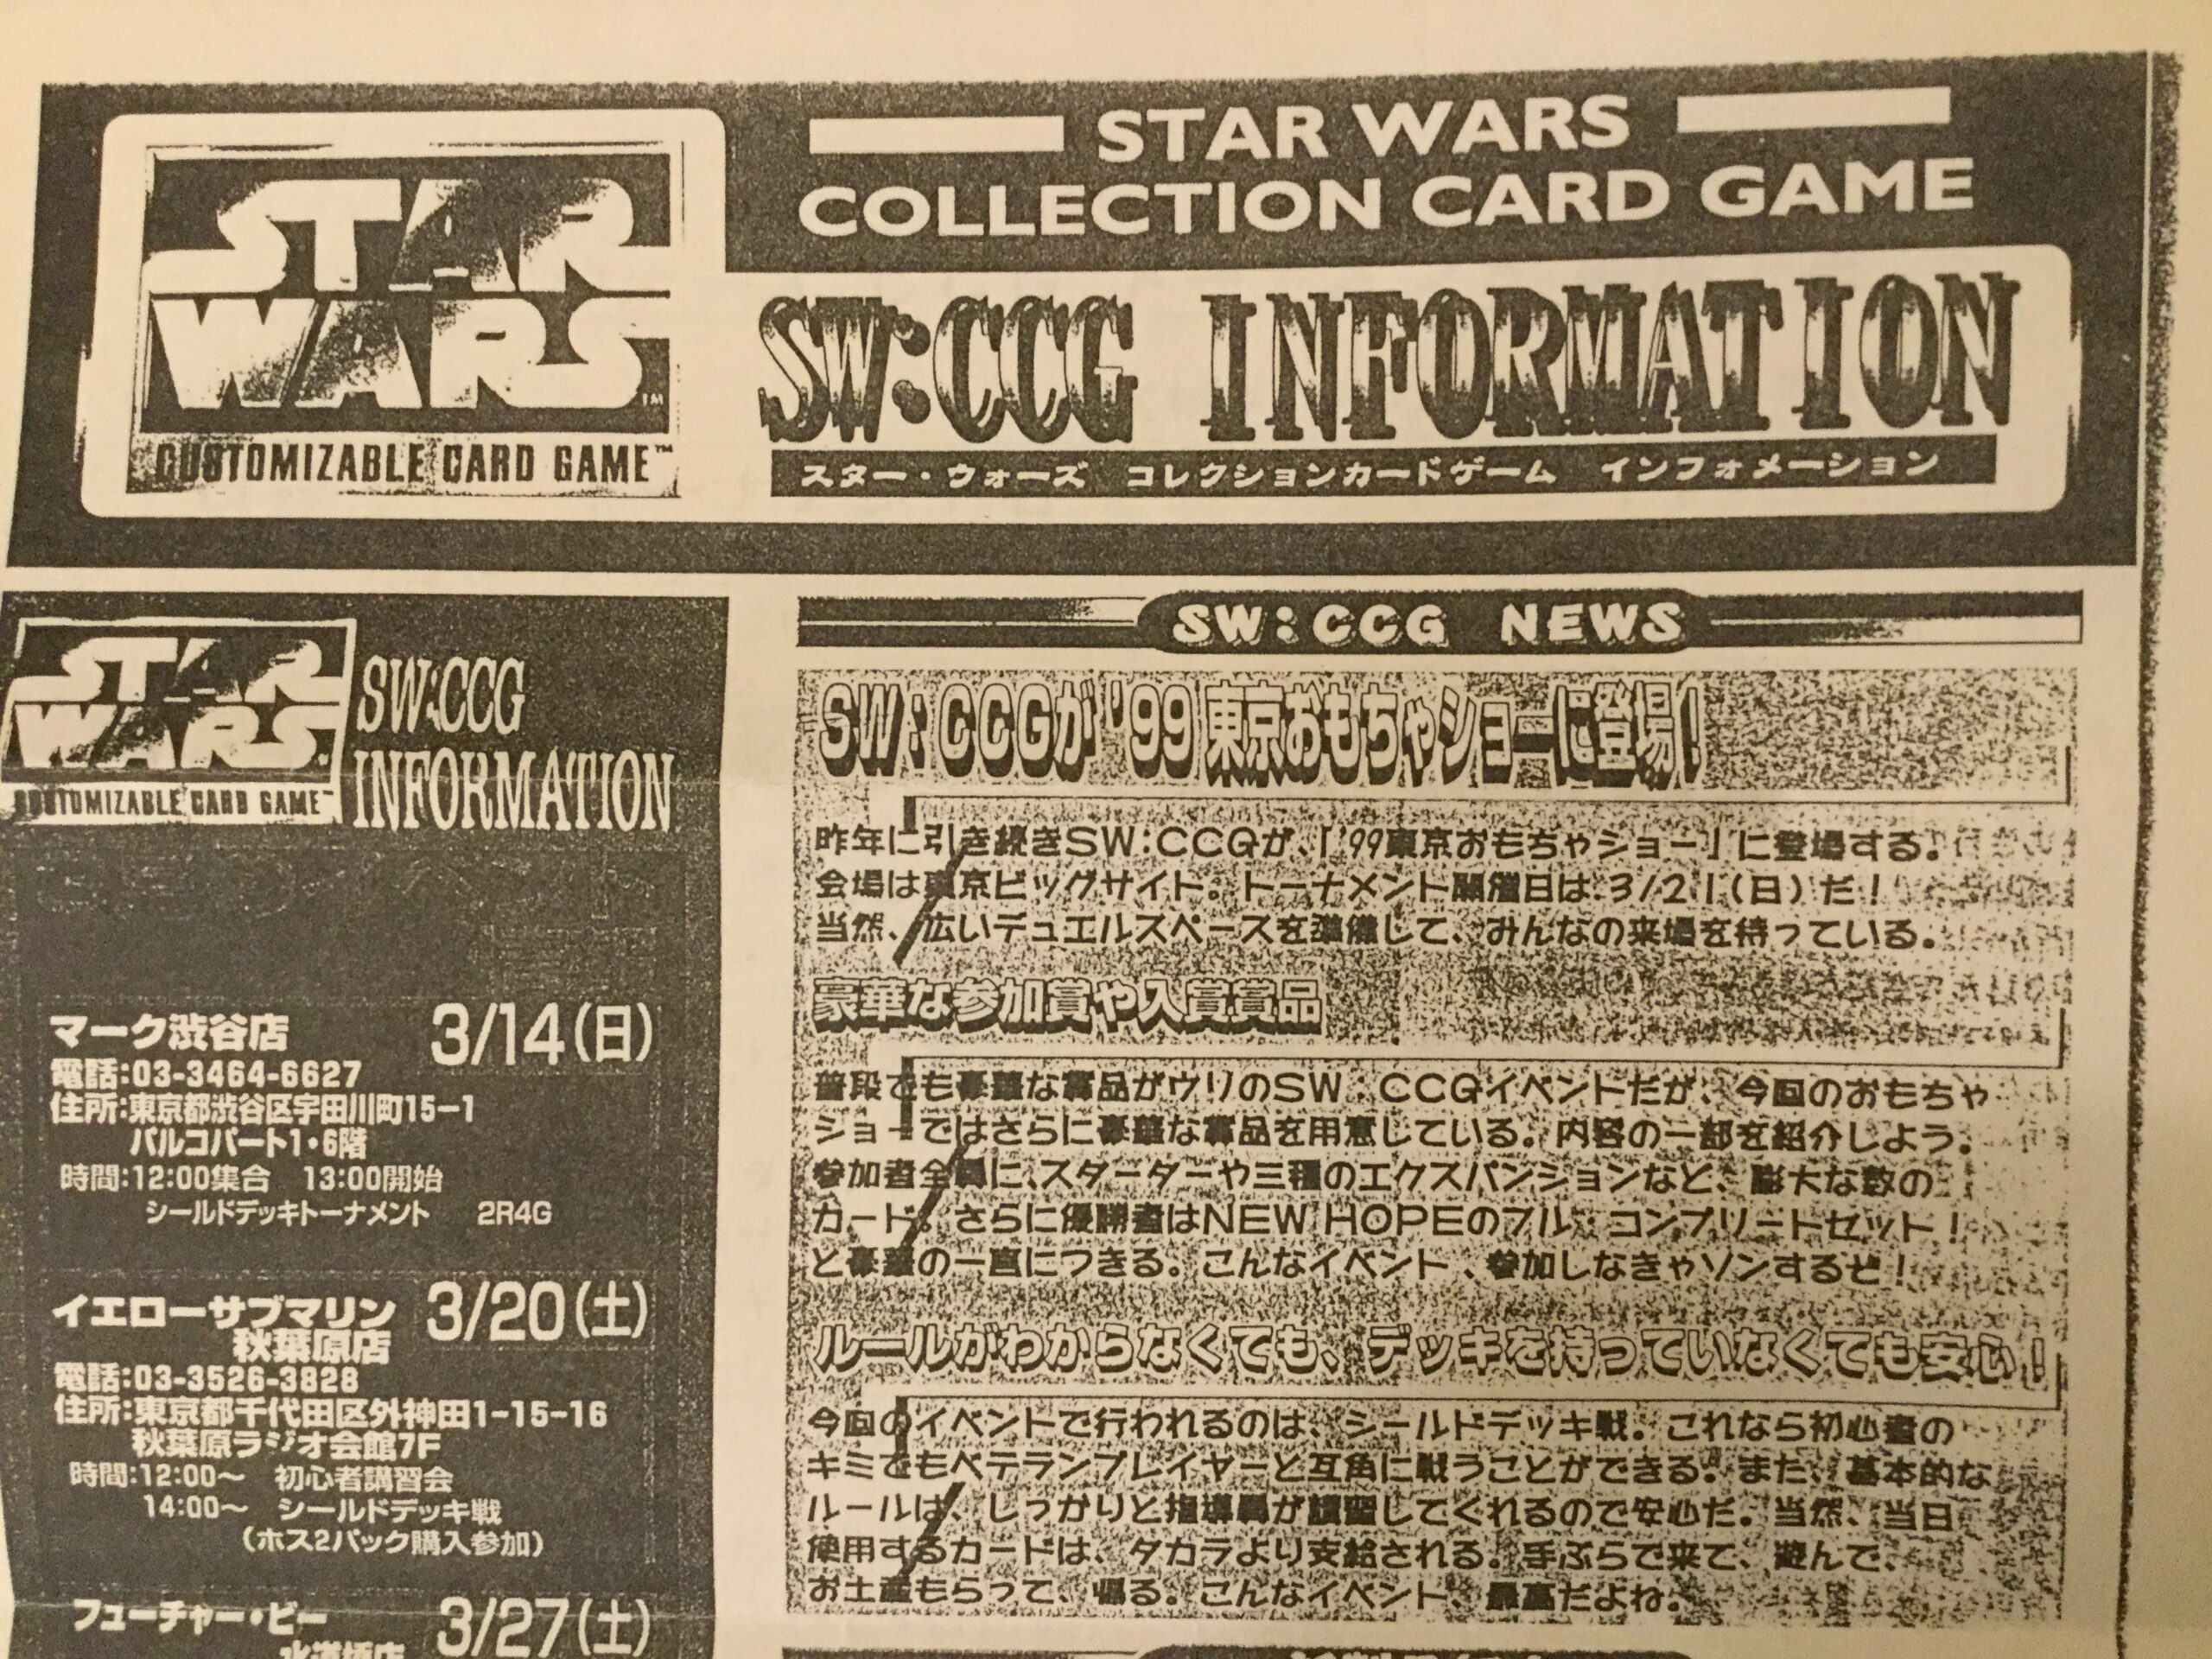 STAR WARS
CUSTOMIZABLE CARD GAME™
STAR WARS
COLLECTION CARD GAME
SW:CCG INFORMATION
スター・ウォーズ コレクションカードゲーム インフォメーション
STAR WARS
CUSTOMIZABLE CARD GAME™
SW:CCG
INFORMATION
マーク渋谷店 3/14(日)
電話:03-3464-6627
住所:東京都渋谷区宇田川町15-1
パルコパート1・6階
時間:12:00集合 13:00開始
シールドデッキトーナメント 2R4G
イエローサブマリン 3/20(土)
秋葉原店
電話:03-3526-3828
住所:東京都千代田区外神田1-15-16
秋葉原ラジオ会館7F
時間:12:00～ 初心者講習会
14:00～ シールドデッキ戦
(ホス2パック購入参加)
フューチャー・ビー 3/27(土)
水道橋店
SW:CCG NEWS
SW:CCGが'99東京おもちゃショーに登場!
昨年に引き続きSW:CCGが、「'99東京おもちゃショー」に登場する。
会場は東京ビッグサイト。トーナメント開催日は3/21(日)だ!
当然、広いデュエルスペースを準備して、みんなの来場を待っている。
豪華な参加賞や入賞賞品
普段でも豪華な賞品がウリのSW:CCGイベントだが、今回のおもちゃ
ショーではさらに豪華な賞品を用意している。内容の一部を紹介しよう。
参加者全員に、スターターや三種のエクスパンションなど、膨大な数の
カード。さらに優勝者はNEW HOPEのフル・コンプリートセット!
と豪華の一言につきる。こんなイベント、参加しなきゃソンするぞ!
ルールがわからなくても、デッキを持っていなくても安心!
今回のイベントで行われるのは、シールドデッキ戦。これなら初心者の
キミでもベテランプレイヤーと互角に戦うことができる。また、基本的な
ルールは、しっかりと指導員が講習してくれるので安心だ。当然、当日
使用するカードは、タカラより支給される。手ぶらで来て、遊んで、
お土産もらって、帰る。こんなイベント、最高だよね。